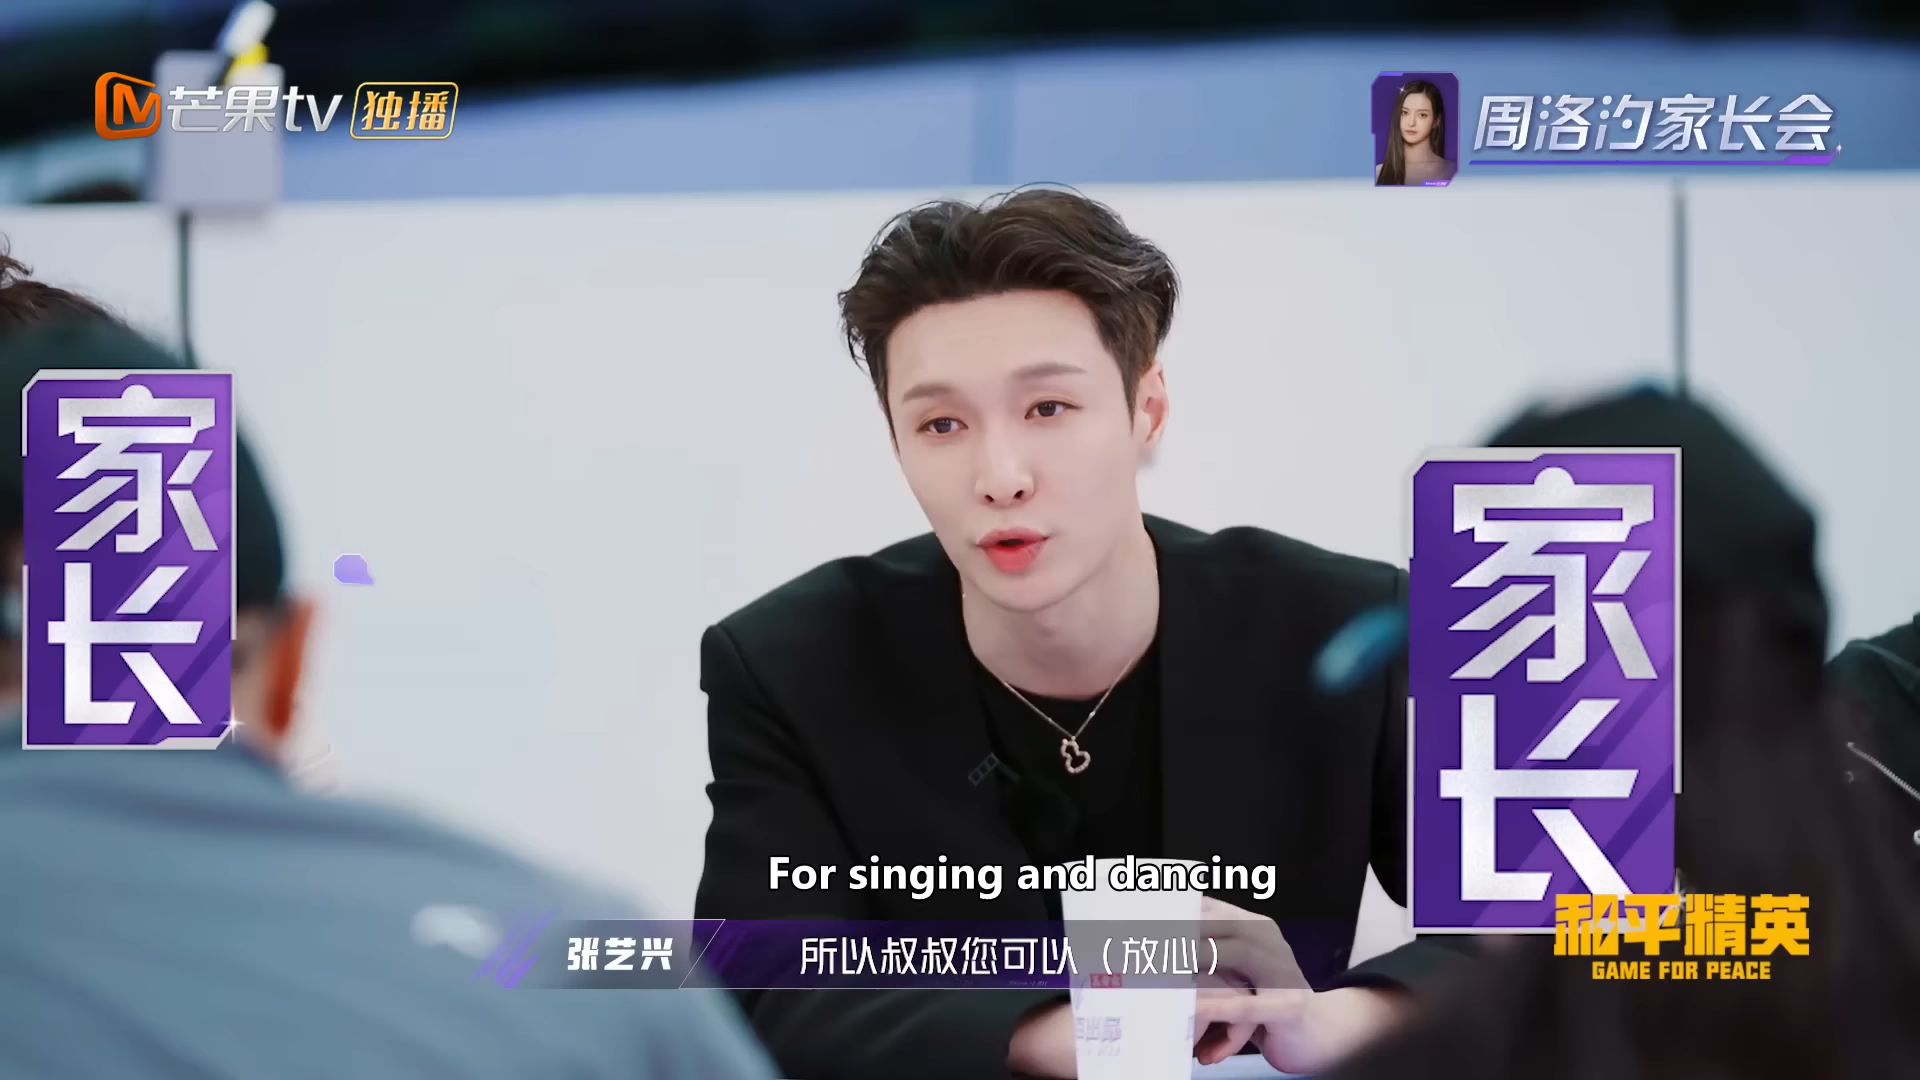 芒果tv 独播
周洛汐家长会
家长
家长
For singing and dancing
张艺兴
所以叔叔您可以（放心）
和平精英
GAME FOR PEACE